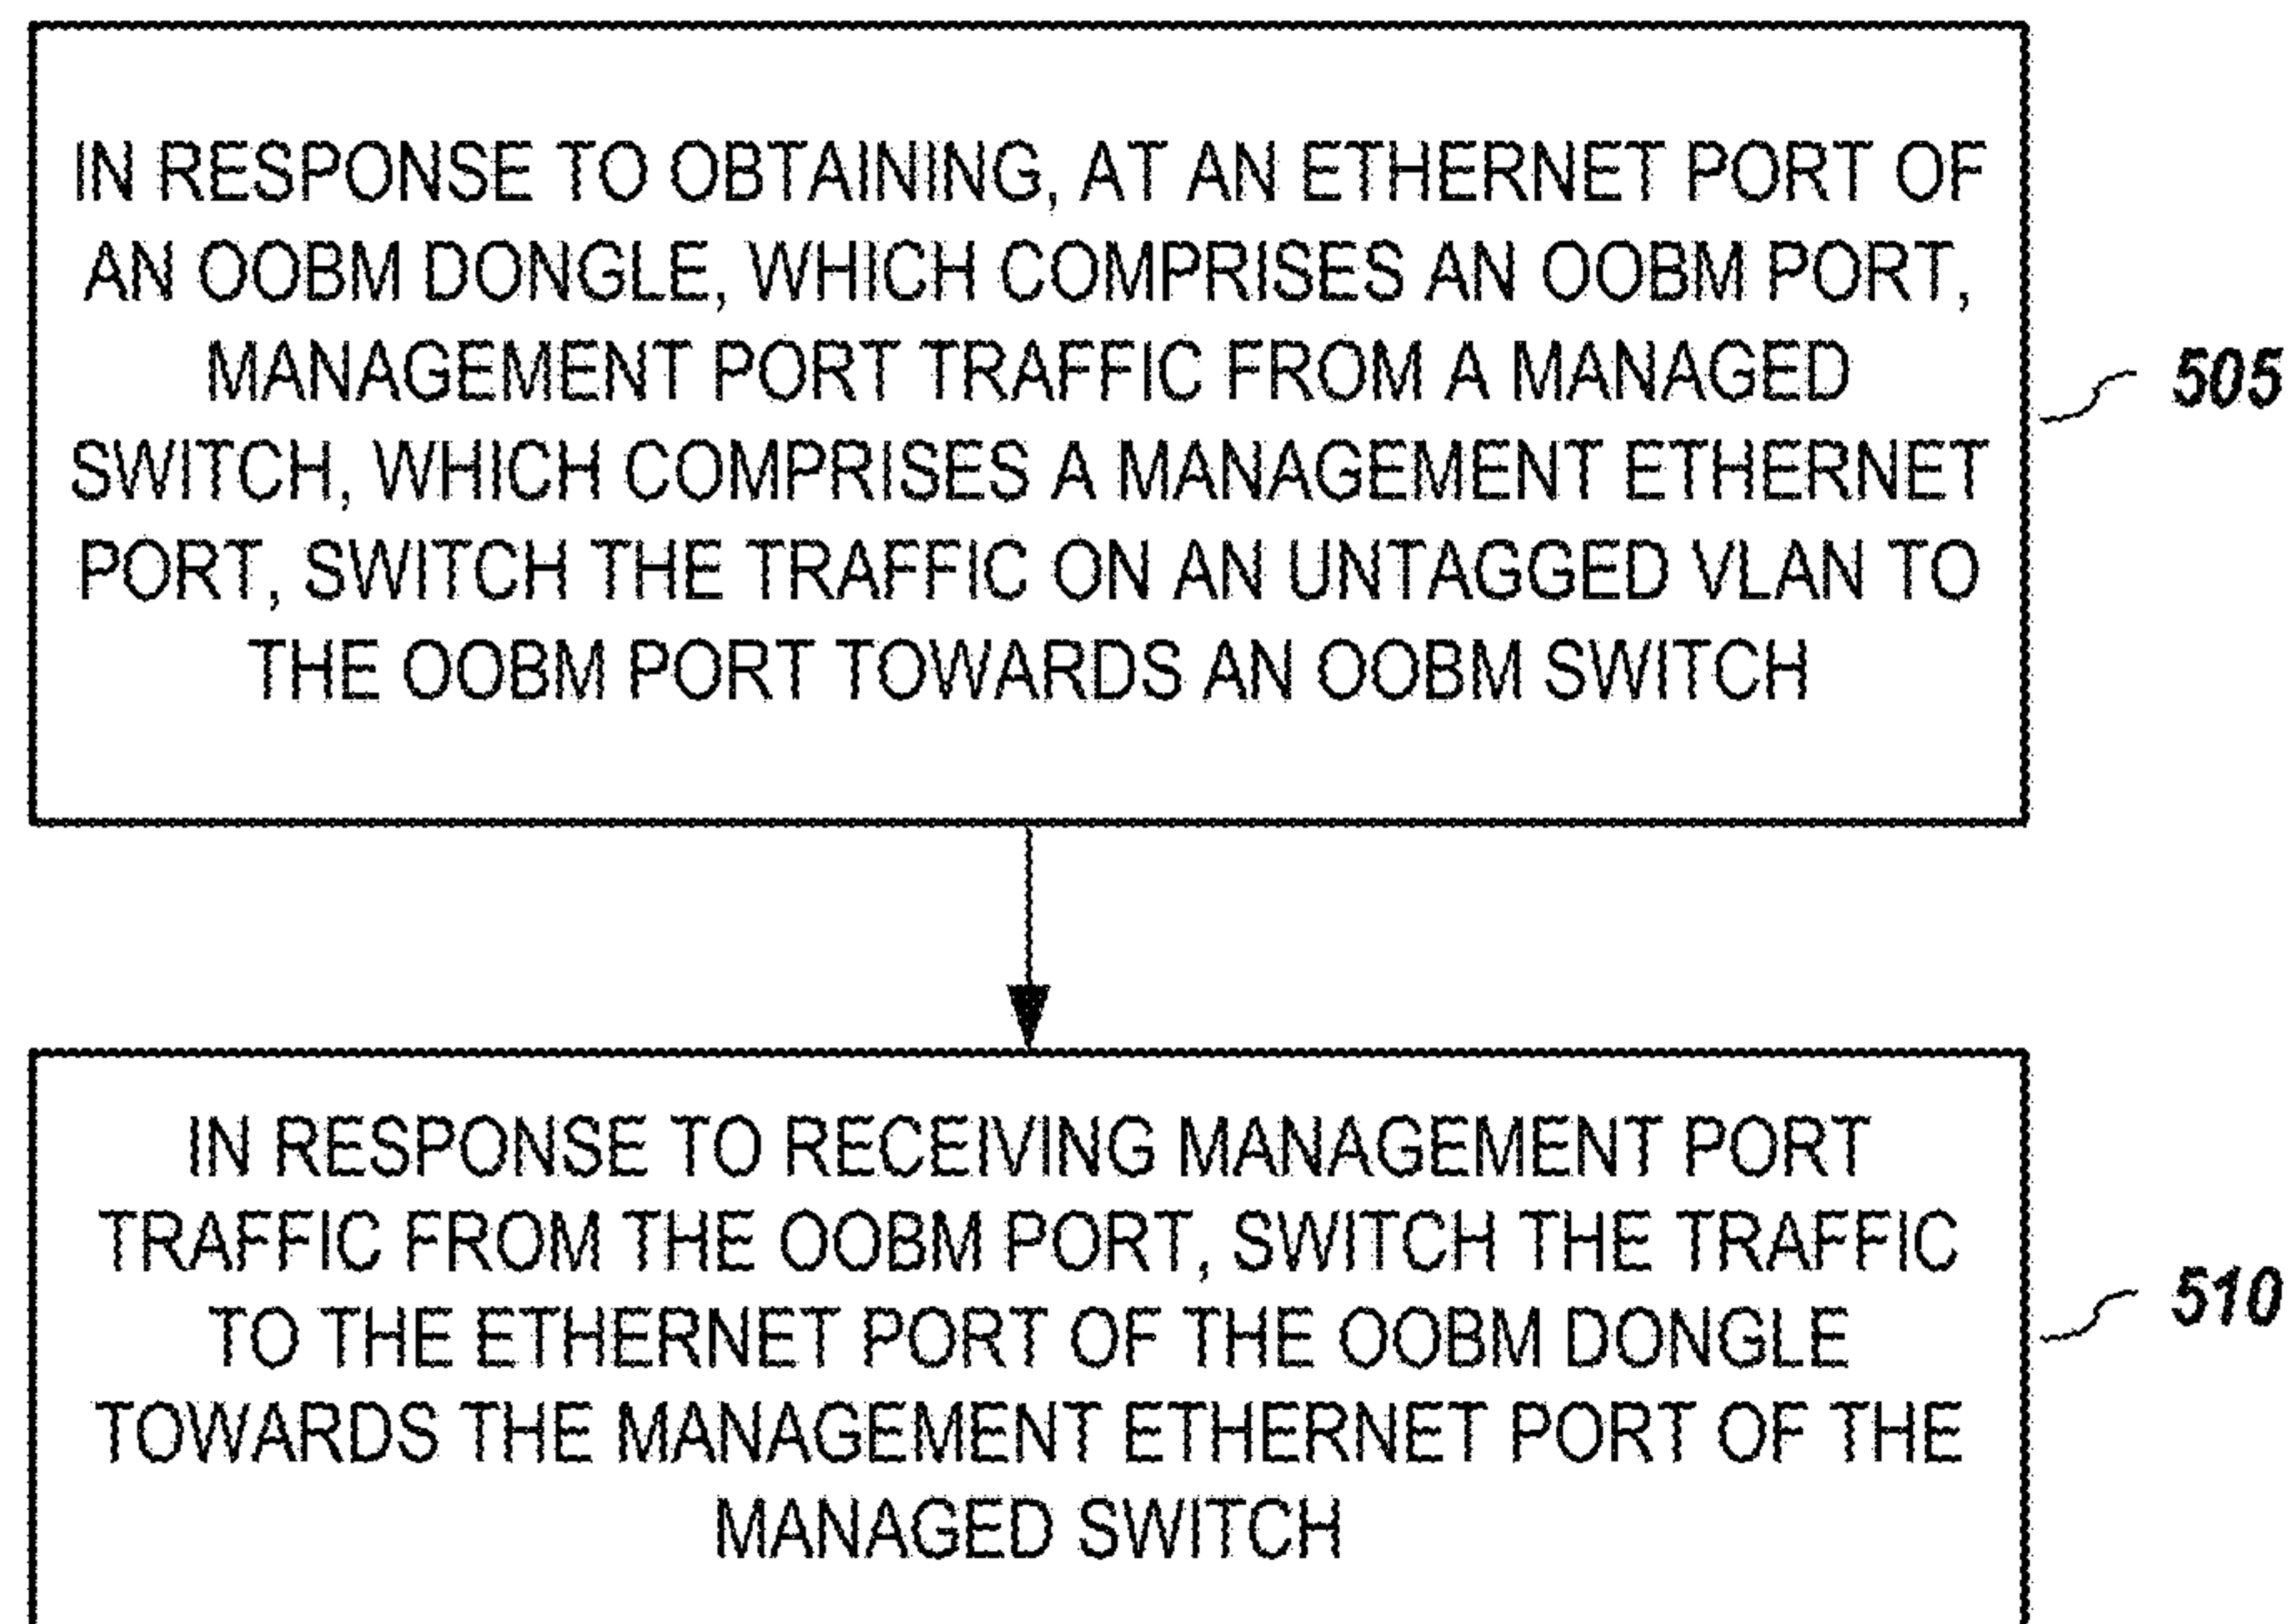 IN RESPONSE TO OBTAINING, AT AN ETHERNET PORT OF
AN OOBM DONGLE, WHICH COMPRISES AN OOBM PORT,
MANAGEMENT PORT TRAFFIC FROM A MANAGED
SWITCH, WHICH COMPRISES A MANAGEMENT ETHERNET
PORT, SWITCH THE TRAFFIC ON AN UNTAGGED VLAN TO
THE OOBM PORT TOWARDS AN OOBM SWITCH
505
IN RESPONSE TO RECEIVING MANAGEMENT PORT
TRAFFIC FROM THE OOBM PORT, SWITCH THE TRAFFIC
TO THE ETHERNET PORT OF THE OOBM DONGLE
TOWARDS THE MANAGEMENT ETHERNET PORT OF THE
MANAGED SWITCH
510